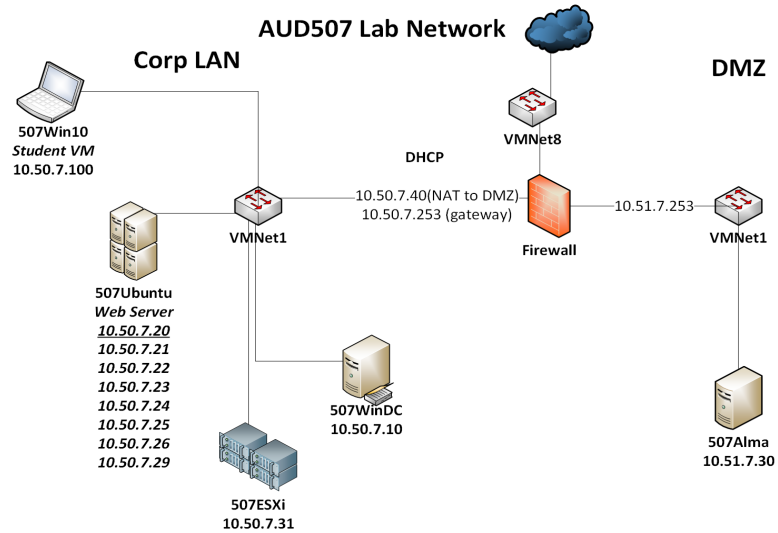 AUD507 Lab Network
Corp LAN
DMZ
507Win10
Student VM
10.50.7.100
VMNet8
DHCP
10.50.7.40(NAT to DMZ)
10.50.7.253 (gateway)
10.51.7.253
VMNet1
Firewall
VMNet1
507Ubuntu
Web Server
10.50.7.20
10.50.7.21
10.50.7.22
10.50.7.23
10.50.7.24
10.50.7.25
10.50.7.26
10.50.7.29
507WinDC
10.50.7.10
507Alma
10.51.7.30
507ESXi
10.50.7.31